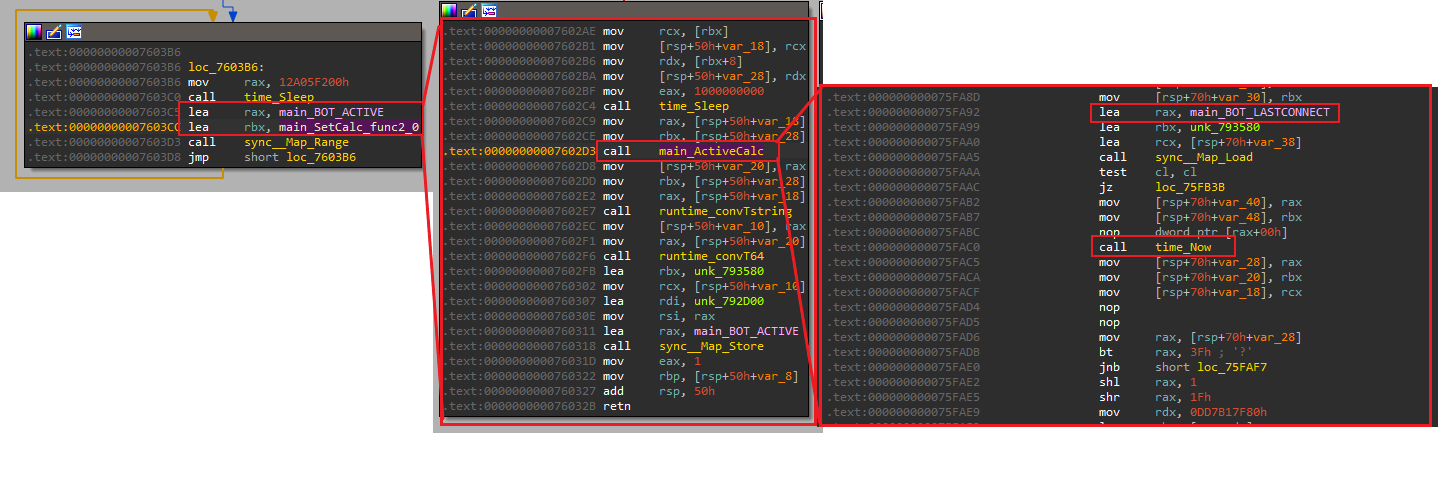 .text:00000000007603B6
.text:00000000007603B6 loc_7603B6:
.text:00000000007603B6 mov rax, 12A05F200h
.text:00000000007603C0 call time_Sleep
.text:00000000007603C5 lea rax, main_BOT_ACTIVE
.text:00000000007603CC lea rbx, main_SetCalc_func2_0
.text:00000000007603D3 call sync__Map_Range
.text:00000000007603D8 jmp short loc_7603B6
.text:00000000007602AE mov rcx, [rbx]
.text:00000000007602B1 mov [rsp+50h+var_18], rcx
.text:00000000007602B6 mov rdx, [rbx+8]
.text:00000000007602BA mov [rsp+50h+var_28], rdx
.text:00000000007602BF mov eax, 1000000000
.text:00000000007602C4 call time_Sleep
.text:00000000007602C9 mov rax, [rsp+50h+var_18]
.text:00000000007602CE mov rbx, [rsp+50h+var_28]
.text:00000000007602D3 call main_ActiveCalc
.text:00000000007602D8 mov [rsp+50h+var_20], rax
.text:00000000007602DD mov rbx, [rsp+50h+var_28]
.text:00000000007602E2 mov rax, [rsp+50h+var_18]
.text:00000000007602E7 call runtime_convTstring
.text:00000000007602EC mov [rsp+50h+var_10], rax
.text:00000000007602F1 mov rax, [rsp+50h+var_20]
.text:00000000007602F6 call runtime_convT64
.text:00000000007602FB lea rbx, unk_793580
.text:0000000000760302 mov rcx, [rsp+50h+var_10]
.text:0000000000760307 lea rdi, unk_792D00
.text:000000000076030E mov rsi, rax
.text:0000000000760311 lea rax, main_BOT_ACTIVE
.text:0000000000760318 call sync__Map_Store
.text:000000000076031D mov eax, 1
.text:0000000000760322 mov rbp, [rsp+50h+var_8]
.text:0000000000760327 add rsp, 50h
.text:000000000076032B retn
.text:000000000075FA8D mov [rsp+70h+var_30], rbx
.text:000000000075FA92 lea rax, main_BOT_LASTCONNECT
.text:000000000075FA99 lea rbx, unk_793580
.text:000000000075FAA0 lea rcx, [rsp+70h+var_38]
.text:000000000075FAA5 call sync__Map_Load
.text:000000000075FAAA test cl, cl
.text:000000000075FAAC jz loc_75FB3B
.text:000000000075FAB2 mov [rsp+70h+var_40], rax
.text:000000000075FAB7 mov [rsp+70h+var_48], rbx
.text:000000000075FABC nop dword ptr [rax+00h]
.text:000000000075FAC0 call time_Now
.text:000000000075FAC5 mov [rsp+70h+var_28], rax
.text:000000000075FACA mov [rsp+70h+var_20], rbx
.text:000000000075FACF mov [rsp+70h+var_18], rcx
.text:000000000075FAD4 nop
.text:000000000075FAD5 nop
.text:000000000075FAD6 mov rax, [rsp+70h+var_28]
.text:000000000075FADB bt rax, 3Fh ; '?'
.text:000000000075FAE0 jnb short loc_75FAF7
.text:000000000075FAE2 shl rax, 1
.text:000000000075FAE5 shr rax, 1Fh
.text:000000000075FAE9 mov rdx, 0DD7B17F80h